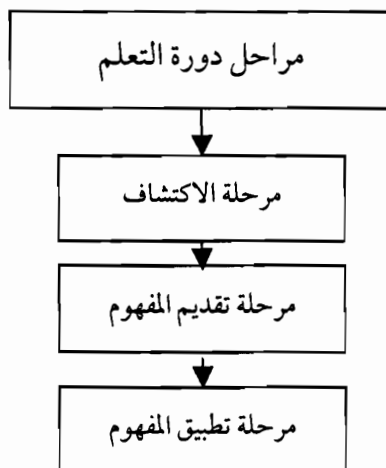 مراحل دورة التعلم
مرحلة الاكتشاف
مرحلة تقديم المفهوم
مرحلة تطبيق المفهوم